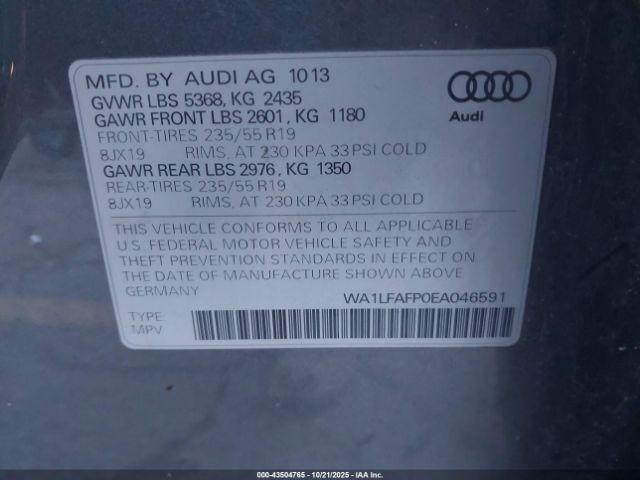 MFD. BY AUDI AG 1013
GVWR LBS 5368, KG 2435
GAWR FRONT LBS 2601, KG 1180
FRONT-TIRES 235/55 R19
8JX19 RIMS, AT 230 KPA 33 PSI COLD
GAWR REAR LBS 2976, KG 1350
REAR-TIRES 235/55 R19
8JX19 RIMS, AT 230 KPA 33 PSI COLD
Audi
THIS VEHICLE CONFORMS TO ALL APPLICABLE
U.S. FEDERAL MOTOR VEHICLE SAFETY AND
THEFT PREVENTION STANDARDS IN EFFECT ON
THE DATE OF MANUFACTURE SHOWN ABOVE
GERMANY
WA1LFAFP0EA046591
TYPE:
MPV
000-43504765 - 10/21/2025 - IAA Inc.